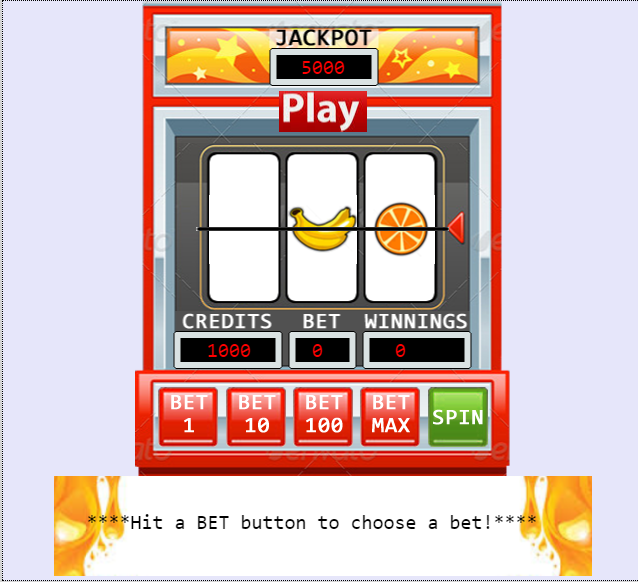 JACKPOT
5000
Play
CREDITS BET WINNINGS
1000 0 0
BET 1
BET 10
BET 100
BET MAX
SPIN
****Hit a BET button to choose a bet!****